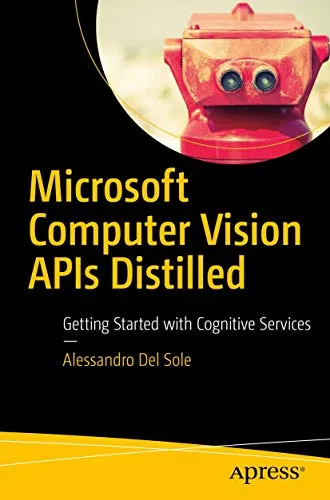 Microsoft
Computer Vision
APIs Distilled
Getting Started with Cognitive Services
—
Alessandro Del Sole
Apress®